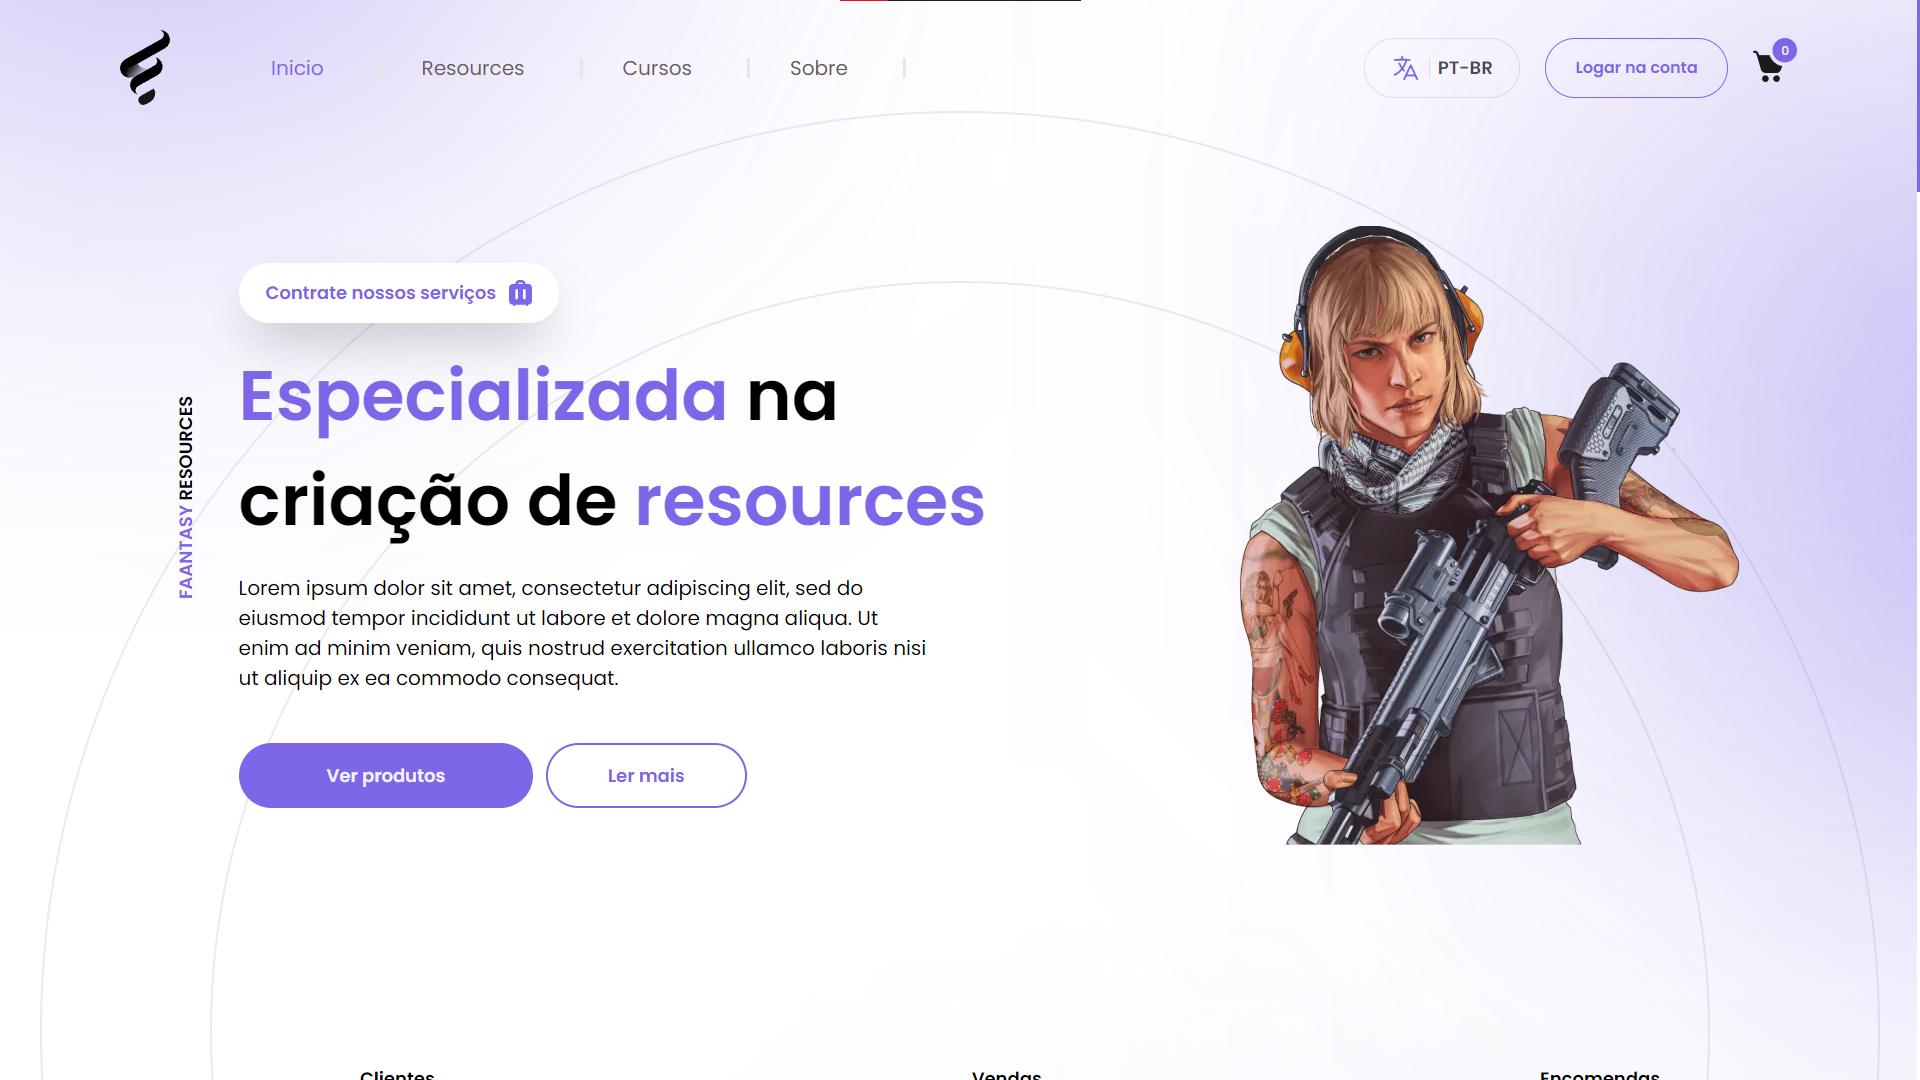 Inicio
Resources
Cursos
Sobre
PT-BR
Logar na conta
0
Contrate nossos serviços
FAANTASY RESOURCES
Especializada na
criação de resources
Lorem ipsum dolor sit amet, consectetur adipiscing elit, sed do
eiusmod tempor incididunt ut labore et dolore magna aliqua. Ut
enim ad minim veniam, quis nostrud exercitation ullamco laboris nisi
ut aliquip ex ea commodo consequat.
Ver produtos
Ler mais
Clientes
Vendas
Encomendas